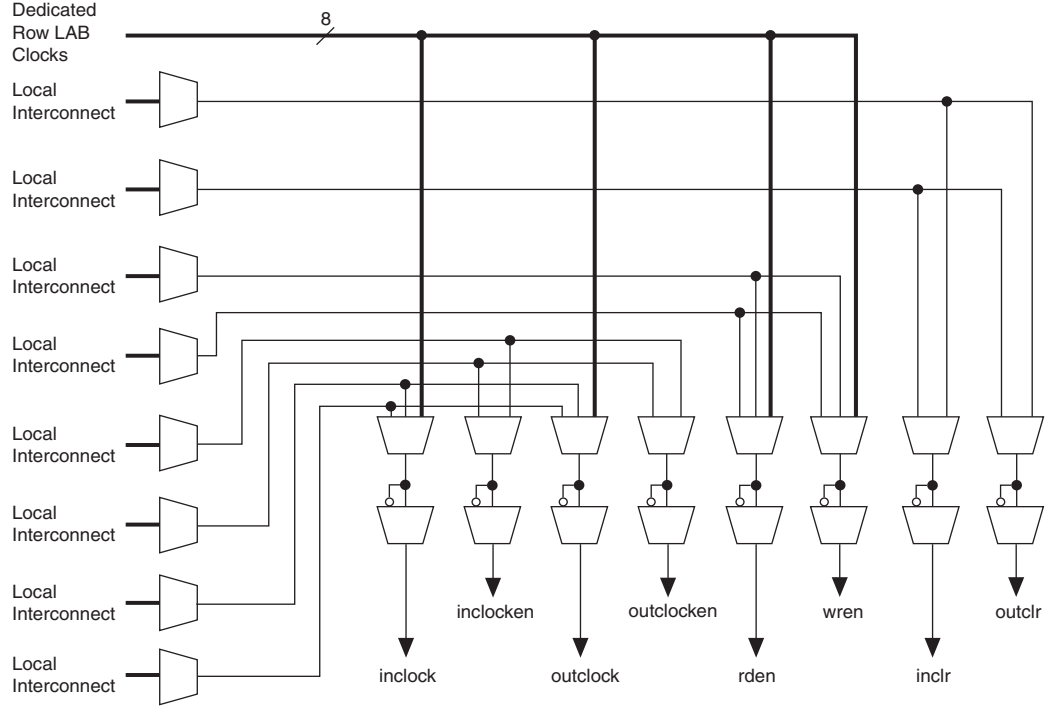 Dedicated
Row LAB
Clocks
8
Local
Interconnect
Local
Interconnect
Local
Interconnect
Local
Interconnect
Local
Interconnect
Local
Interconnect
Local
Interconnect
Local
Interconnect
inclocken
outclocken
wren
outclr
inclock
outclock
rden
inclr